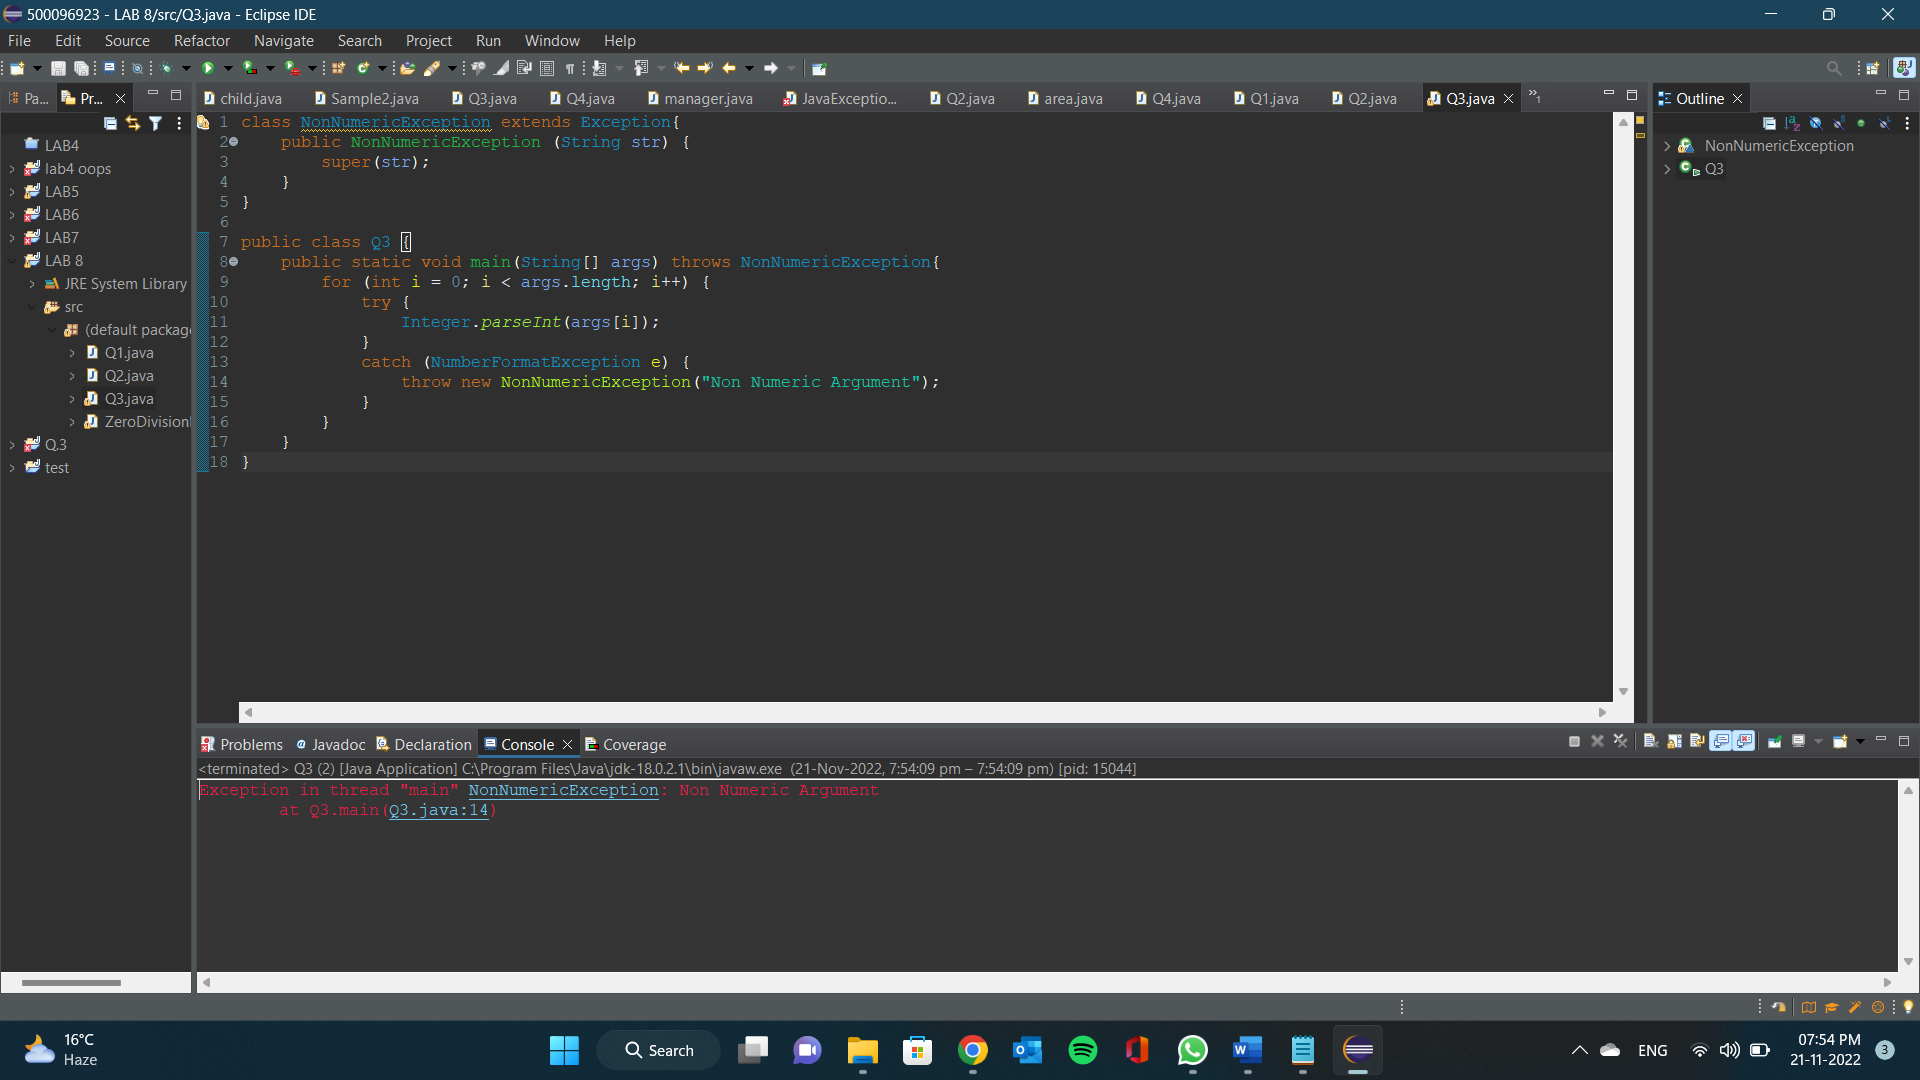 500096923 - LAB 8/src/Q3.java - Eclipse IDE
File Edit Source Refactor Navigate Search Project Run Window Help
Pa... Pr... child.java Sample2.java Q3.java Q4.java manager.java JavaExceptio... Q2.java area.java Q4.java Q1.java Q2.java Q3.java »1 Outline
LAB4
lab4 oops
LAB5
LAB6
LAB7
LAB 8
JRE System Library
src
(default package
Q1.java
Q2.java
Q3.java
ZeroDivision
Q.3
test
1 class NonNumericException extends Exception{
2 public NonNumericException (String str) {
3 super(str);
4 }
5 }
6
7 public class Q3 {
8 public static void main(String[] args) throws NonNumericException{
9 for (int i = 0; i < args.length; i++) {
10 try {
11 Integer.parseInt(args[i]);
12 }
13 catch (NumberFormatException e) {
14 throw new NonNumericException("Non Numeric Argument");
15 }
16 }
17 }
18 }
NonNumericException
Q3
Problems @ Javadoc Declaration Console Coverage
<terminated> Q3 (2) [Java Application] C:\Program Files\Java\jdk-18.0.2.1\bin\javaw.exe (21-Nov-2022, 7:54:09 pm – 7:54:09 pm) [pid: 15044]
Exception in thread "main" NonNumericException: Non Numeric Argument
at Q3.main(Q3.java:14)
16°C
Haze
Search
ENG
07:54 PM
21-11-2022
3